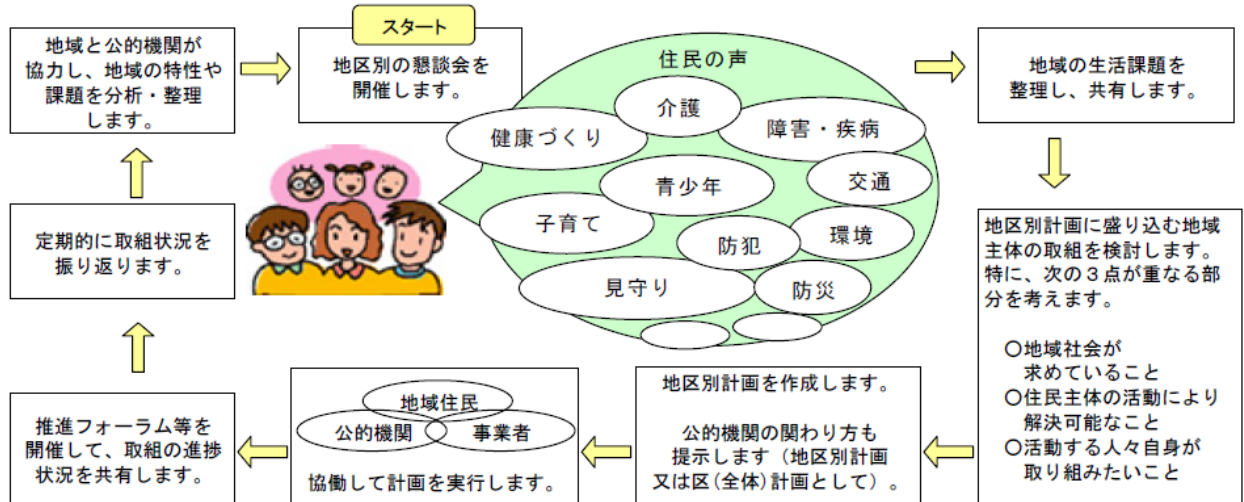 スタート
地区別の懇談会を
開催します。
住民の声
介護
健康づくり
障害・疾病
青少年
交通
子育て
防犯
環境
見守り
防災
地域の生活課題を
整理し、共有します。
地区別計画に盛り込む地域
主体の取組を検討します。
特に、次の３点が重なる部
分を考えます。
○地域社会が
求めていること
○住民主体の活動により
解決可能なこと
○活動する人々自身が
取り組みたいこと
地区別計画を作成します。
公的機関の関わり方も
提示します（地区別計画
又は区(全体)計画として）。
地域住民
公的機関
事業者
協働して計画を実行します。
推進フォーラム等を
開催して、取組の進捗
状況を共有します。
定期的に取組状況を
振り返ります。
地域と公的機関が
協力し、地域の特性や
課題を分析・整理
します。